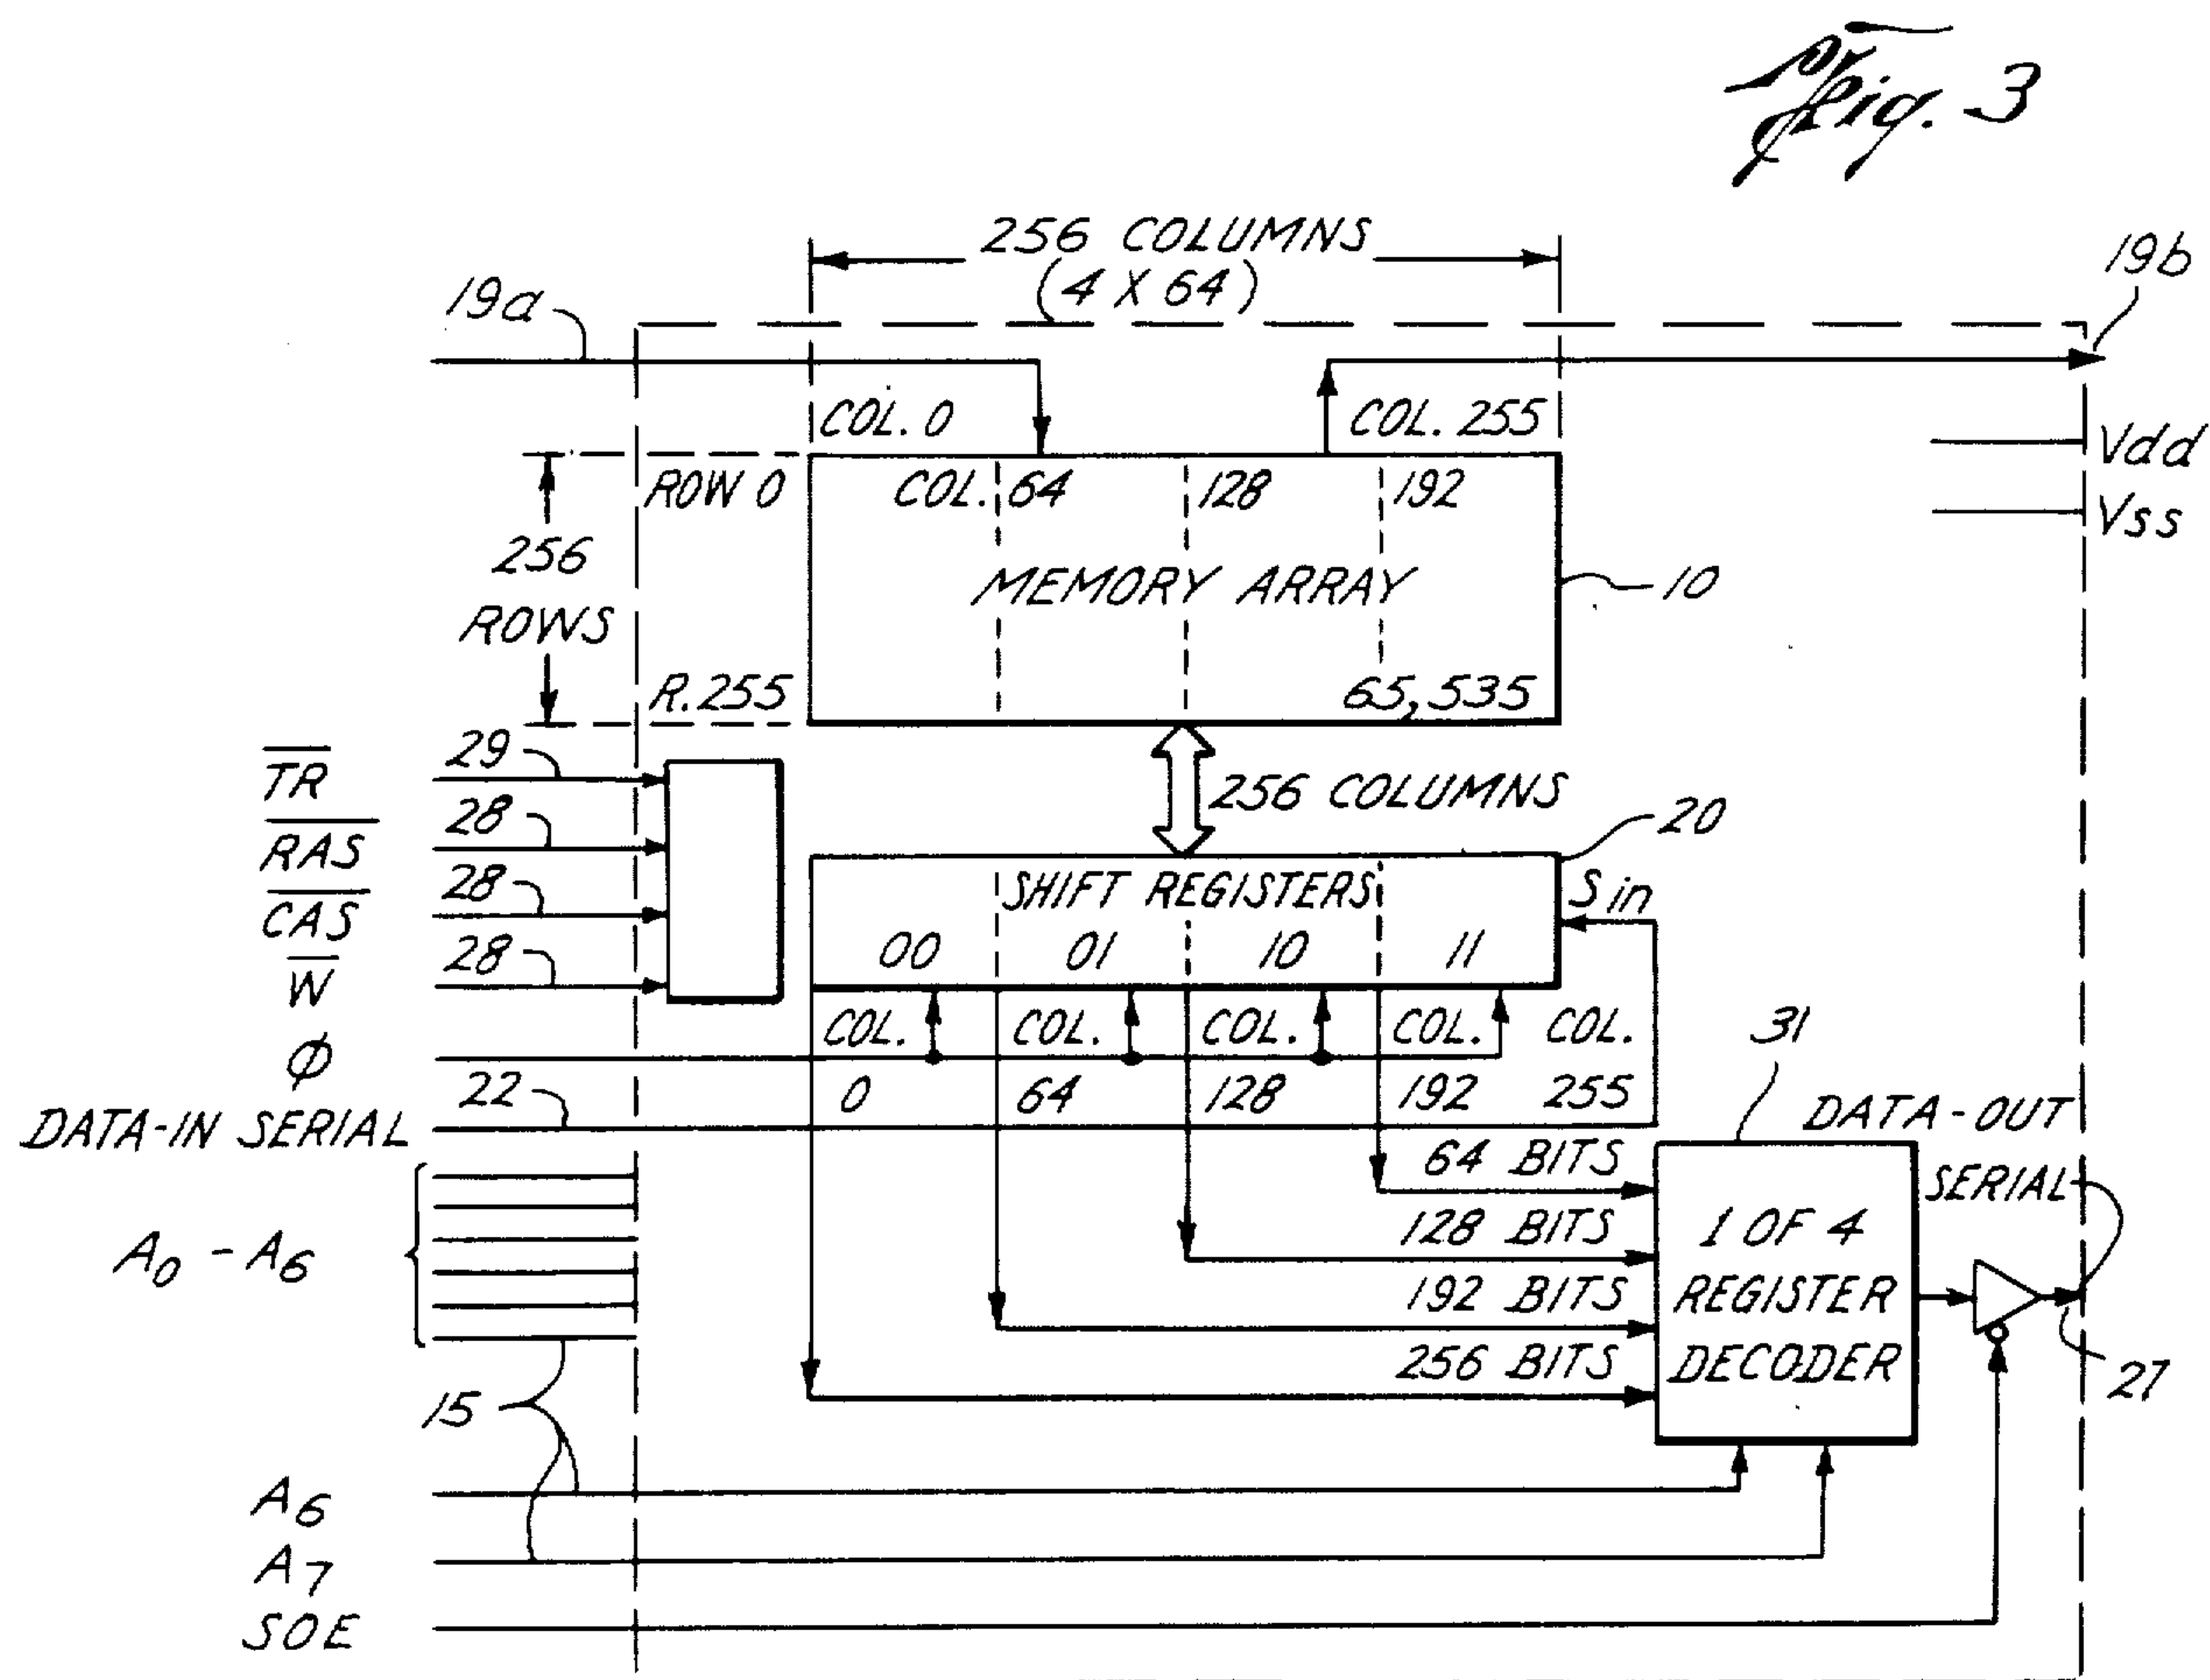 Fig. 3
256 COLUMNS
(4 X 64)
19a
19b
COL. 0
COL. 255
Vdd
Vss
ROW 0
COL. 64
128
192
256
ROWS
MEMORY ARRAY
10
R. 255
65,535
T̅R̅
29
256 COLUMNS
R̅A̅S̅
28
20
C̅A̅S̅
28
SHIFT REGISTERS
S in
W̅
28
00
01
10
11
φ
COL.
COL.
COL.
COL.
COL.
31
22
0
64
128
192
255
DATA-IN SERIAL
DATA-OUT
SERIAL
64 BITS
128 BITS
192 BITS
256 BITS
1 OF 4
REGISTER
DECODER
A₀ - A₆
27
15
A₆
A₇
SOE